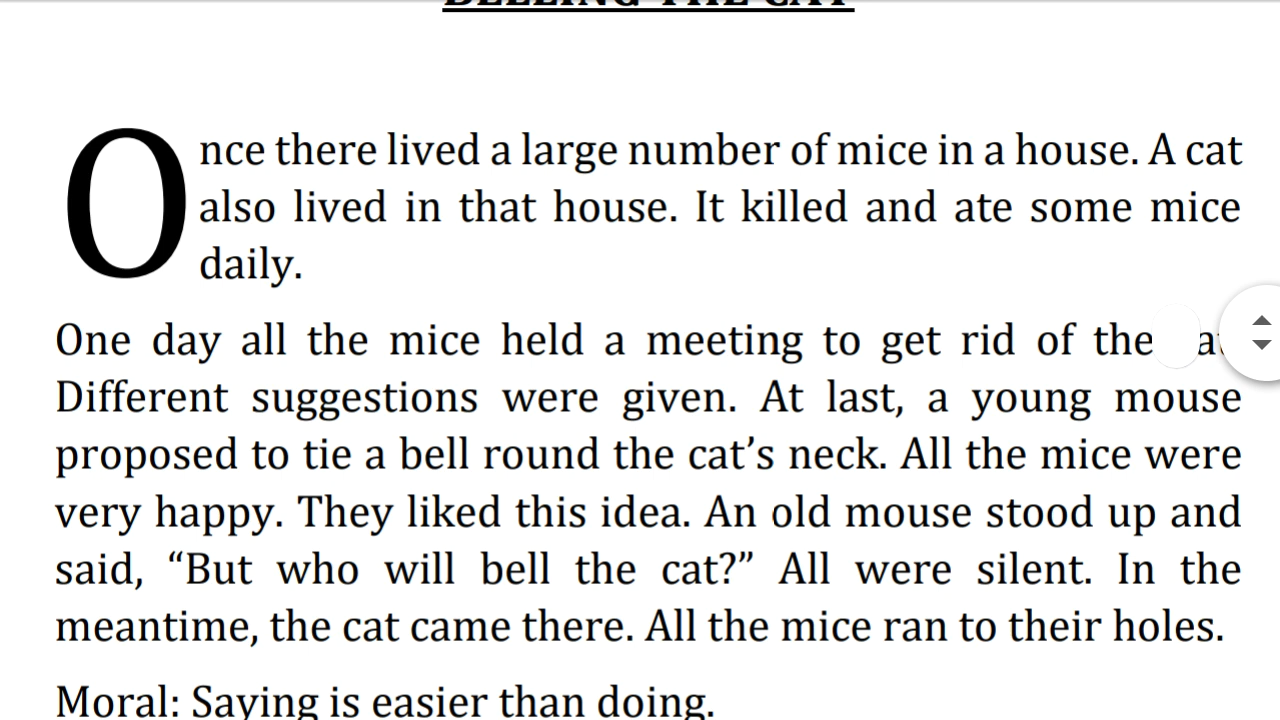 BELLING THE CAT
Once there lived a large number of mice in a house. A cat
also lived in that house. It killed and ate some mice
daily.
One day all the mice held a meeting to get rid of the
Different suggestions were given. At last, a young mouse
proposed to tie a bell round the cat’s neck. All the mice were
very happy. They liked this idea. An old mouse stood up and
said, “But who will bell the cat?” All were silent. In the
meantime, the cat came there. All the mice ran to their holes.
Moral: Saying is easier than doing.